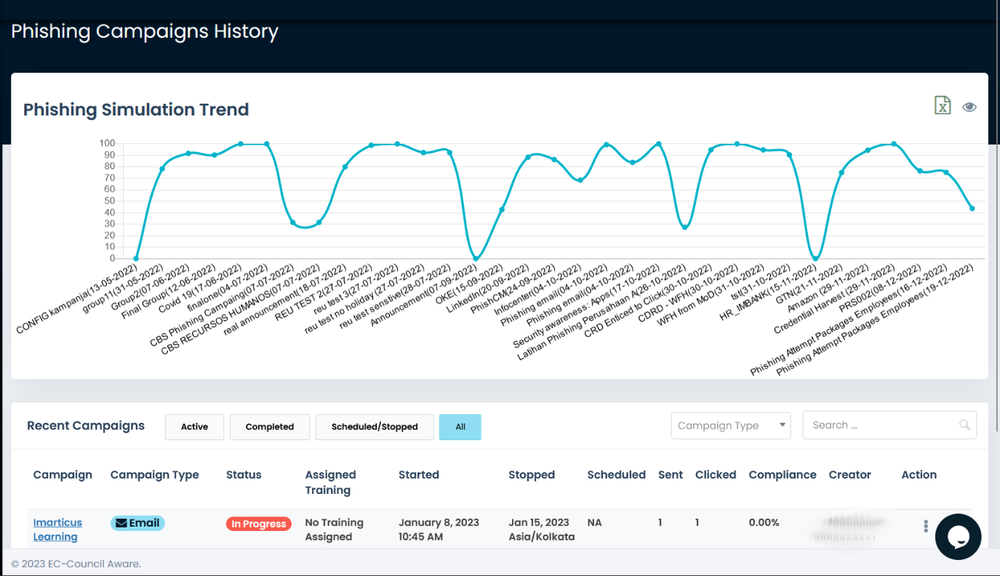 Phishing Campaigns History
Phishing Simulation Trend
100
90
80
70
60
50
40
30
20
10
0
CONFIG kampanja(13-05-2022)
group11(31-05-2022)
Group2(07-06-2022)
Final Group(12-06-2022)
Covid 19(17-06-2022)
finalone(04-07-2022)
CBS Phishing Campaing(07-07-2022)
CBS RECURSOS HUMANOS(07-07-2022)
real announcement(18-07-2022)
REU TEST 2(27-07-2022)
reu test 3(27-07-2022)
reu test no holiday (27-07-2022)
reu test senstive(28-07-2022)
Announcement(07-09-2022)
OKE(15-09-2022)
LinkedIn(20-09-2022)
PhishCM(24-09-2022)
Infocenter(04-10-2022)
Phishing email(04-10-2022)
Phishing email(04-10-2022)
Security awareness: Apps(17-10-2022)
Latihan Phishing Perusahaan A(26-10-2022)
CRD Enticed to Click(30-10-2022)
CDRD - WFH(30-10-2022)
WFH from MoD(31-10-2022)
tst(31-10-2022)
HR_IMBANK(15-11-2022)
GTN(21-11-2022)
Amazon (29-11-2022)
Credential Harvest (29-11-2022)
PRS002(08-12-2022)
Phishing Attempt Packages Employees(16-12-2022)
Phishing Attempt Packages Employees(19-12-2022)
Recent Campaigns Active Completed Scheduled/Stopped All Campaign Type Search ...
Campaign Campaign Type Status Assigned Training Started Stopped Scheduled Sent Clicked Compliance Creator Action
Imarticus Email In Progress No Training January 8, 2023 Jan 15, 2023 NA 1 1 0.00%
Learning Assigned 10:45 AM Asia/Kolkata
© 2023 EC-Council Aware.